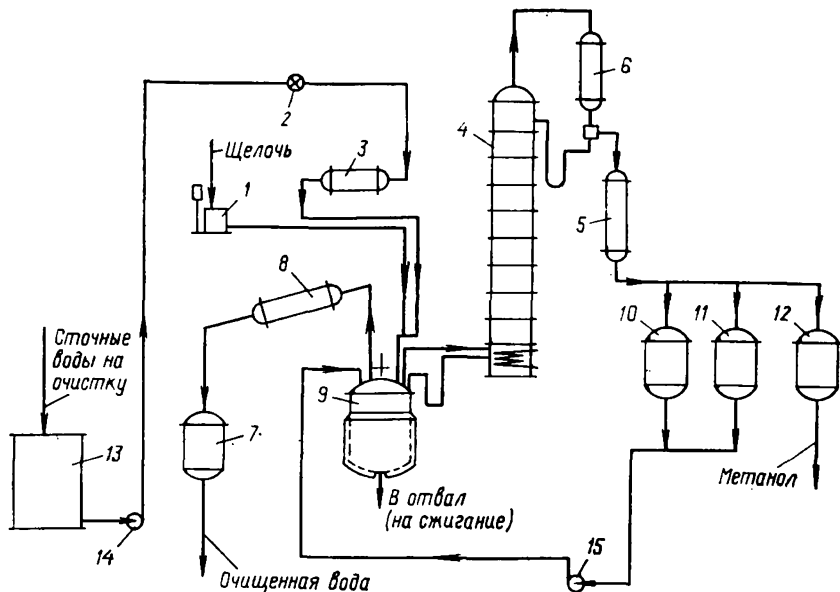 6
2
4
3
Щелочь
1
5
8
10
11
12
Сточные
воды на
очистку
9
7
13
Метанол
В отвал
(на сжигание)
14
15
Очищенная вода